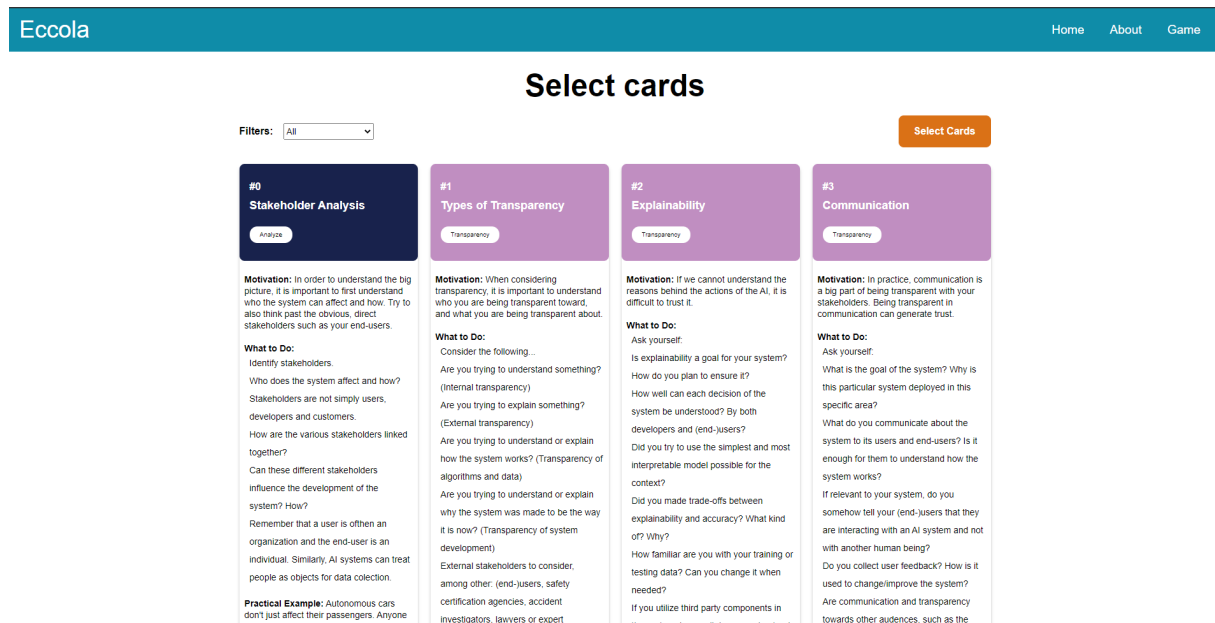 Eccola
Home About Game
Select cards
Filters: All
Select Cards
#0
Stakeholder Analysis
Analyze
Motivation: In order to understand the big
picture, it is important to first understand
who the system can affect and how. Try to
also think past the obvious, direct
stakeholders such as your end-users.
What to Do:
Identify stakeholders.
Who does the system affect and how?
Stakeholders are not simply users,
developers and customers.
How are the various stakeholders linked
together?
Can these different stakeholders
influence the development of the
system? How?
Remember that a user is ofthen an
organization and the end-user is an
individual. Similarly, AI systems can treat
people as objects for data colection.
Practical Example: Autonomous cars
don't just affect their passengers. Anyone
#1
Types of Transparency
Transparency
Motivation: When considering
transparency, it is important to understand
who you are being transparent toward,
and what you are being transparent about.
What to Do:
Consider the following...
Are you trying to understand something?
(Internal transparency)
Are you trying to explain something?
(External transparency)
Are you trying to understand or explain
how the system works? (Transparency of
algorithms and data)
Are you trying to understand or explain
why the system was made to be the way
it is now? (Transparency of system
development)
External stakeholders to consider,
among other: (end-)users, safety
certification agencies, accident
investigators, lawyers or expert
#2
Explainability
Transparency
Motivation: If we cannot understand the
reasons behind the actions of the AI, it is
difficult to trust it.
What to Do:
Ask yourself:
Is explainability a goal for your system?
How do you plan to ensure it?
How well can each decision of the
system be understood? By both
developers and (end-)users?
Did you try to use the simplest and most
interpretable model possible for the
context?
Did you made trade-offs between
explainability and accuracy? What kind
of? Why?
How familiar are you with your training or
testing data? Can you change it when
needed?
If you utilize third party components in
#3
Communication
Transparency
Motivation: In practice, communication is
a big part of being transparent with your
stakeholders. Being transparent in
communication can generate trust.
What to Do:
Ask yourself:
What is the goal of the system? Why is
this particular system deployed in this
specific area?
What do you communicate about the
system to its users and end-users? Is it
enough for them to understand how the
system works?
If relevant to your system, do you
somehow tell your (end-)users that they
are interacting with an AI system and not
with another human being?
Do you collect user feedback? How is it
used to change/improve the system?
Are communication and transparency
towards other audences, such as the